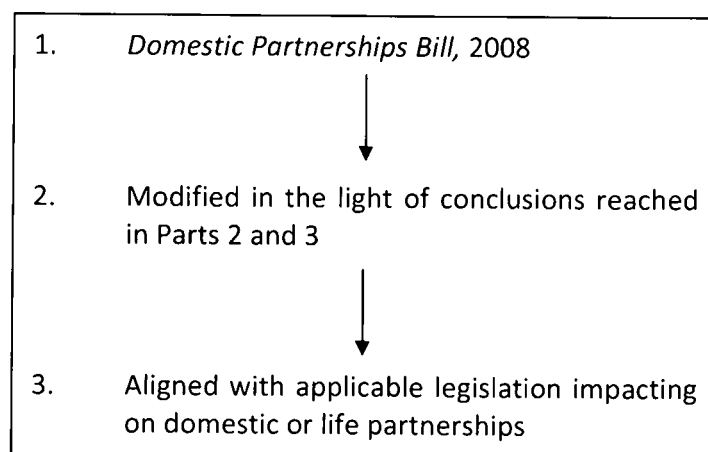 1. Domestic Partnerships Bill, 2008
2. Modified in the light of conclusions reached
in Parts 2 and 3
3. Aligned with applicable legislation impacting
on domestic or life partnerships